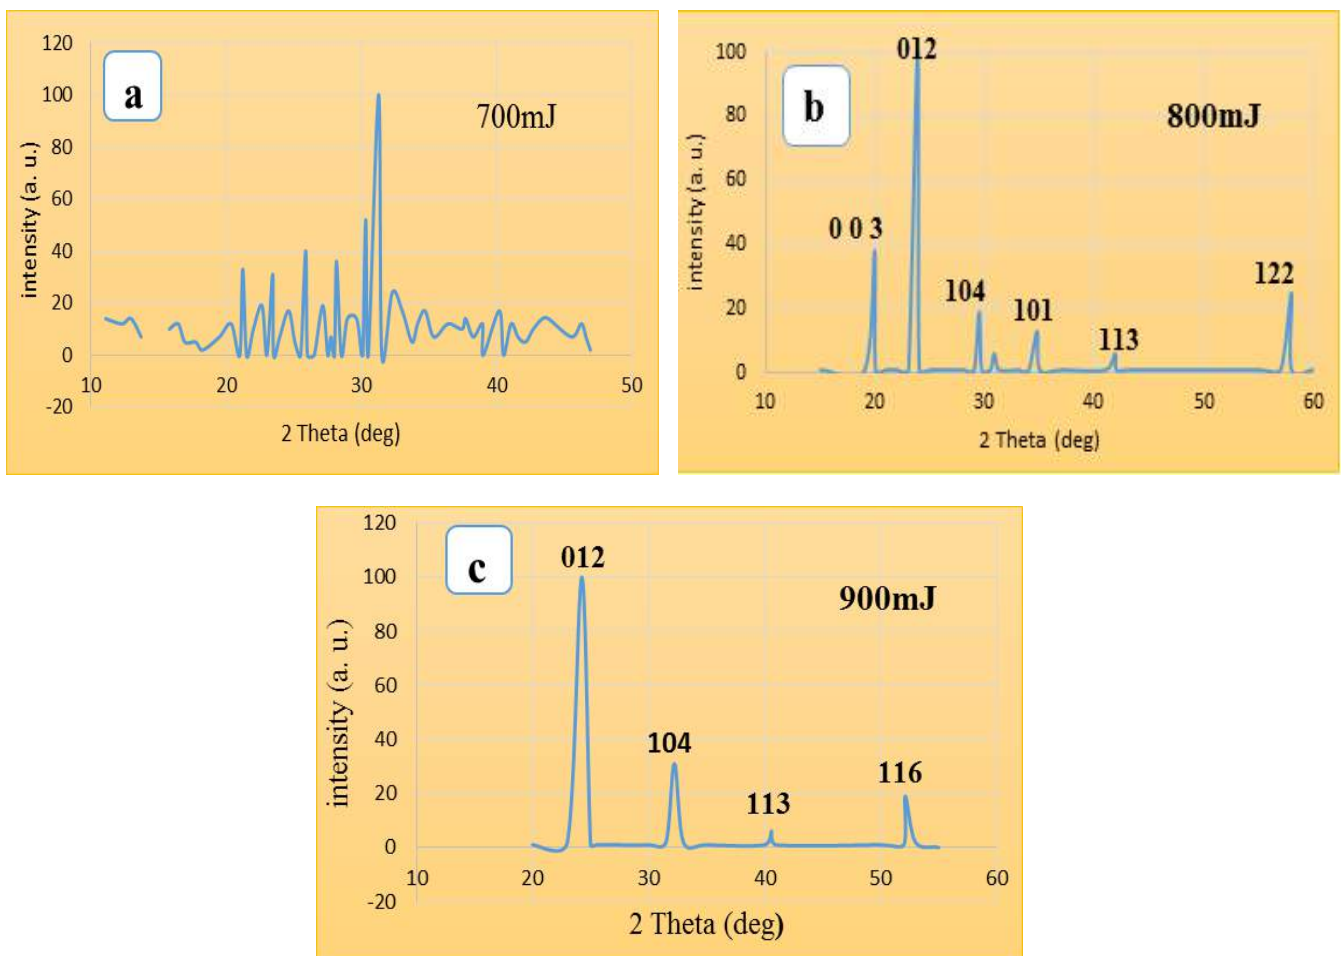 a
700mJ
intensity (a. u.)
120
100
80
60
40
20
0
-20
10 20 30 40 50
2 Theta (deg)
b
800mJ
intensity (a. u.)
100
80
60
40
20
0
012
0 0 3
104
101
113
122
10 20 30 40 50 60
2 Theta (deg)
c
900mJ
intensity (a. u.)
120
100
80
60
40
20
0
-20
012
104
113
116
10 20 30 40 50 60
2 Theta (deg)